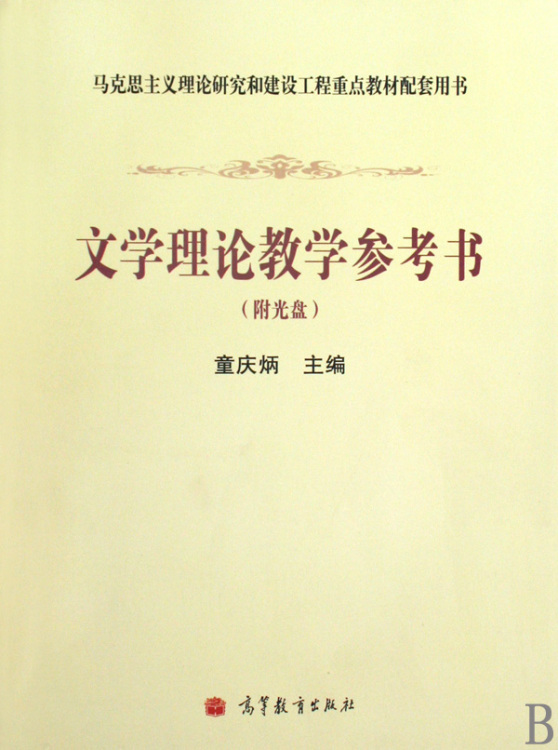 马克思主义理论研究和建设工程重点教材配套用书
文学理论教学参考书
(附光盘)
童庆炳 主编
高等教育出版社
B